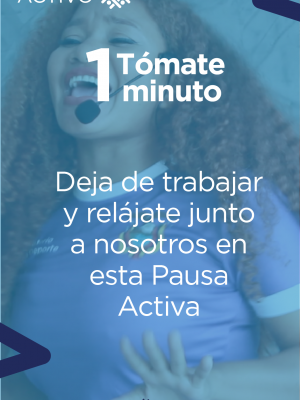 Activo
1 Tómate
minuto
Deja de trabajar
y relájate junto
a nosotros en
esta Pausa
Activa